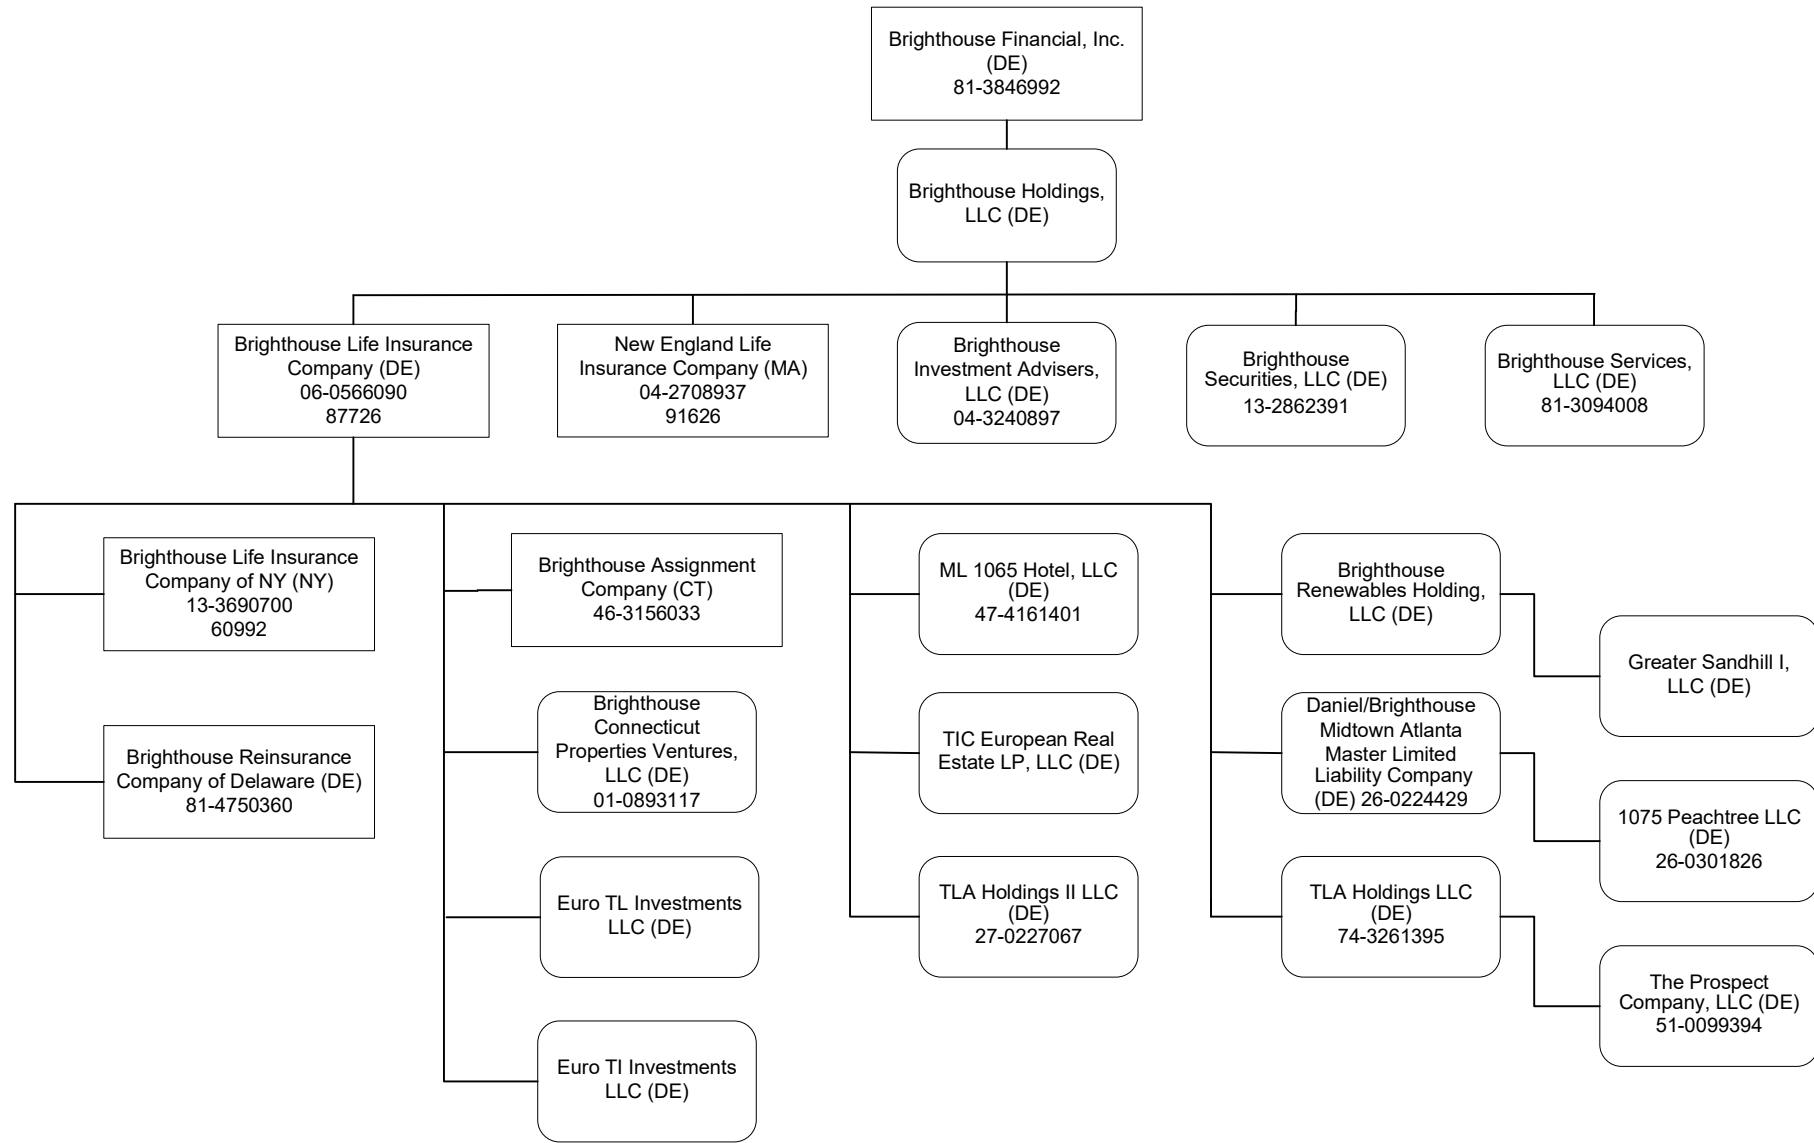 Brighthouse Financial, Inc.
(DE)
81-3846992
Brighthouse Holdings,
LLC (DE)
Brighthouse Life Insurance
Company (DE)
06-0566090
87726
New England Life
Insurance Company (MA)
04-2708937
91626
Brighthouse
Investment Advisers,
LLC (DE)
04-3240897
Brighthouse
Securities, LLC (DE)
13-2862391
Brighthouse Services,
LLC (DE)
81-3094008
Brighthouse Life Insurance
Company of NY (NY)
13-3690700
60992
Brighthouse Reinsurance
Company of Delaware (DE)
81-4750360
Brighthouse Assignment
Company (CT)
46-3156033
Brighthouse
Connecticut
Properties Ventures,
LLC (DE)
01-0893117
Euro TL Investments
LLC (DE)
Euro TI Investments
LLC (DE)
ML 1065 Hotel, LLC
(DE)
47-4161401
TIC European Real
Estate LP, LLC (DE)
TLA Holdings II LLC
(DE)
27-0227067
Brighthouse
Renewables Holding,
LLC (DE)
Daniel/Brighthouse
Midtown Atlanta
Master Limited
Liability Company
(DE) 26-0224429
TLA Holdings LLC
(DE)
74-3261395
Greater Sandhill I,
LLC (DE)
1075 Peachtree LLC
(DE)
26-0301826
The Prospect
Company, LLC (DE)
51-0099394